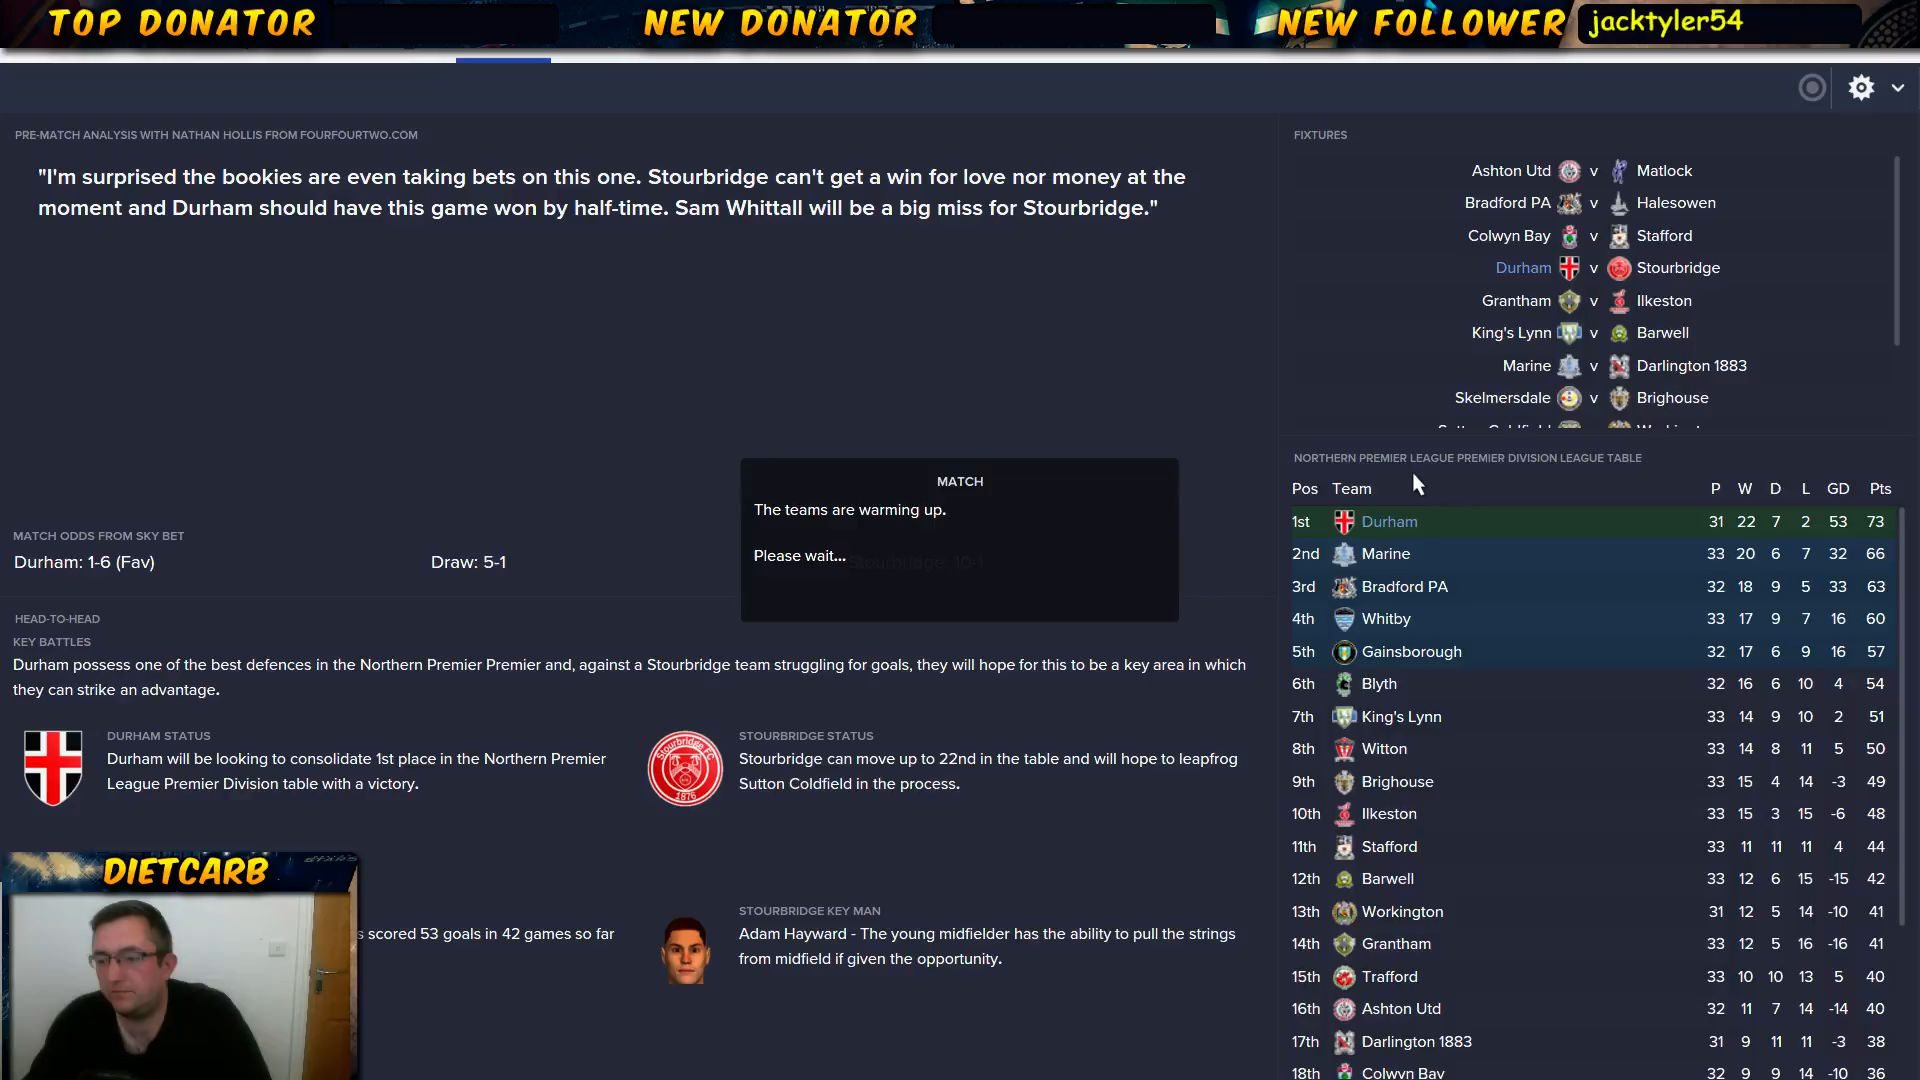 TOP DONATOR
NEW DONATOR
NEW FOLLOWER
jacktyler54
PRE-MATCH ANALYSIS WITH NATHAN HOLLIS FROM FOURFOURTWO.COM
"I'm surprised the bookies are even taking bets on this one. Stourbridge can't get a win for love nor money at the
moment and Durham should have this game won by half-time. Sam Whittall will be a big miss for Stourbridge."
MATCH ODDS FROM SKY BET
Durham: 1-6 (Fav)
Draw: 5-1
Stourbridge: 10-1
MATCH
The teams are warming up.
Please wait...
HEAD-TO-HEAD
KEY BATTLES
Durham possess one of the best defences in the Northern Premier Premier and, against a Stourbridge team struggling for goals, they will hope for this to be a key area in which
they can strike an advantage.
DURHAM STATUS
Durham will be looking to consolidate 1st place in the Northern Premier
League Premier Division table with a victory.
Stourbridge FC
1876
STOURBRIDGE STATUS
Stourbridge can move up to 22nd in the table and will hope to leapfrog
Sutton Coldfield in the process.
DIETCARB
s scored 53 goals in 42 games so far
STOURBRIDGE KEY MAN
Adam Hayward - The young midfielder has the ability to pull the strings
from midfield if given the opportunity.
FIXTURES
Ashton Utd v Matlock
Bradford PA v Halesowen
Colwyn Bay v Stafford
Durham v Stourbridge
Grantham v Ilkeston
King's Lynn v Barwell
Marine v Darlington 1883
Skelmersdale v Brighouse
NORTHERN PREMIER LEAGUE PREMIER DIVISION LEAGUE TABLE
Pos Team P W D L GD Pts
1st Durham 31 22 7 2 53 73
2nd Marine 33 20 6 7 32 66
3rd Bradford PA 32 18 9 5 33 63
4th Whitby 33 17 9 7 16 60
5th Gainsborough 32 17 6 9 16 57
6th Blyth 32 16 6 10 4 54
7th King's Lynn 33 14 9 10 2 51
8th Witton 33 14 8 11 5 50
9th Brighouse 33 15 4 14 -3 49
10th Ilkeston 33 15 3 15 -6 48
11th Stafford 33 11 11 11 4 44
12th Barwell 33 12 6 15 -15 42
13th Workington 31 12 5 14 -10 41
14th Grantham 33 12 5 16 -16 41
15th Trafford 33 10 10 13 5 40
16th Ashton Utd 32 11 7 14 -14 40
17th Darlington 1883 31 9 11 11 -3 38
18th Colwyn Bay 32 9 9 14 -10 36